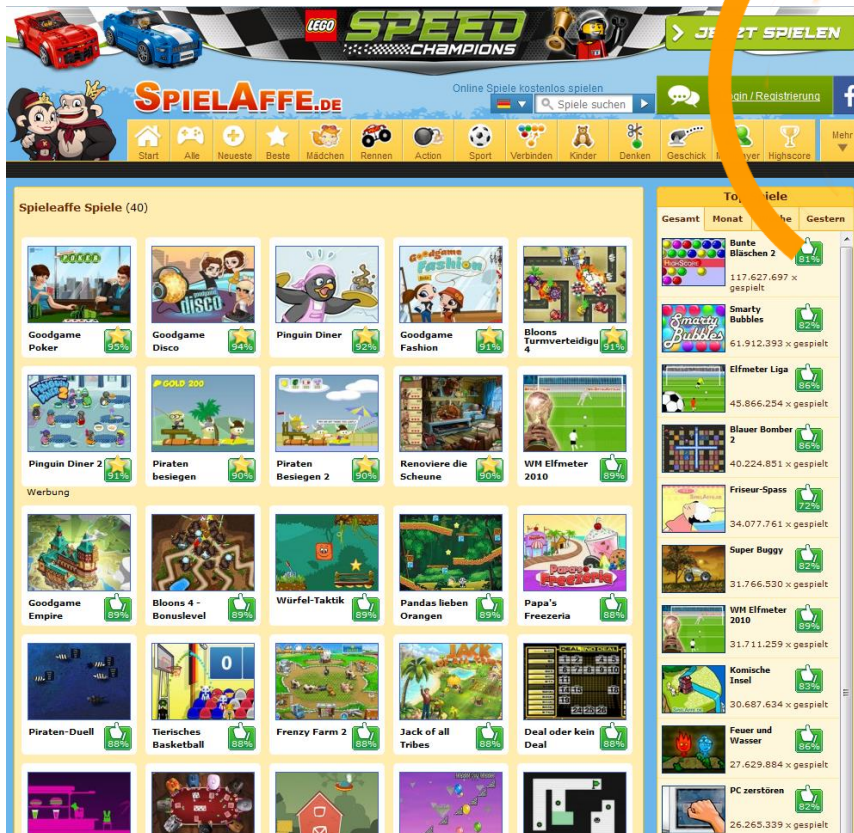 LEGO SPEED CHAMPIONS
SPIELAFFE.DE
Online Spiele kostenlos spielen
Spiele suchen
Start Alle Neueste Beste Mädchen Rennen Action Sport Verbinden Kinder Denken Geschick Highscore Mehr
Spieleaffe Spiele (40)
Goodgame Poker
95%
Goodgame Disco
94%
Pinguin Diner
92%
Goodgame Fashion
91%
Bloons Turmverteidigu 4
91%
Pinguin Diner 2
91%
Piraten besiegen
90%
Piraten Besiegen 2
90%
Renoviere die Scheune
90%
WM Elfmeter 2010
89%
Werbung
Goodgame Empire
89%
Bloons 4 - Bonuslevel
89%
Würfel-Taktik
89%
Pandas lieben Orangen
89%
Papa's Freezeria
88%
Piraten-Duell
88%
Tierisches Basketball
88%
Frenzy Farm 2
88%
Jack of all Tribes
88%
Deal oder kein Deal
88%
SPIELEN
/ Registrierung
Gesamt Monat Gestern
Bunte Bläschen 2
81%
117.627.697 x gespielt
Smarty Bubbles
82%
61.912.393 x gespielt
Elfmeter Liga
86%
45.866.254 x gespielt
Blauer Bomber 2
86%
40.224.851 x gespielt
Friseur-Spass
72%
34.077.761 x gespielt
Super Buggy
82%
31.766.530 x gespielt
WM Elfmeter 2010
89%
31.711.259 x gespielt
Komische Insel
83%
30.687.634 x gespielt
Feuer und Wasser
86%
27.629.884 x gespielt
PC zerstören
82%
26.265.339 x gespielt